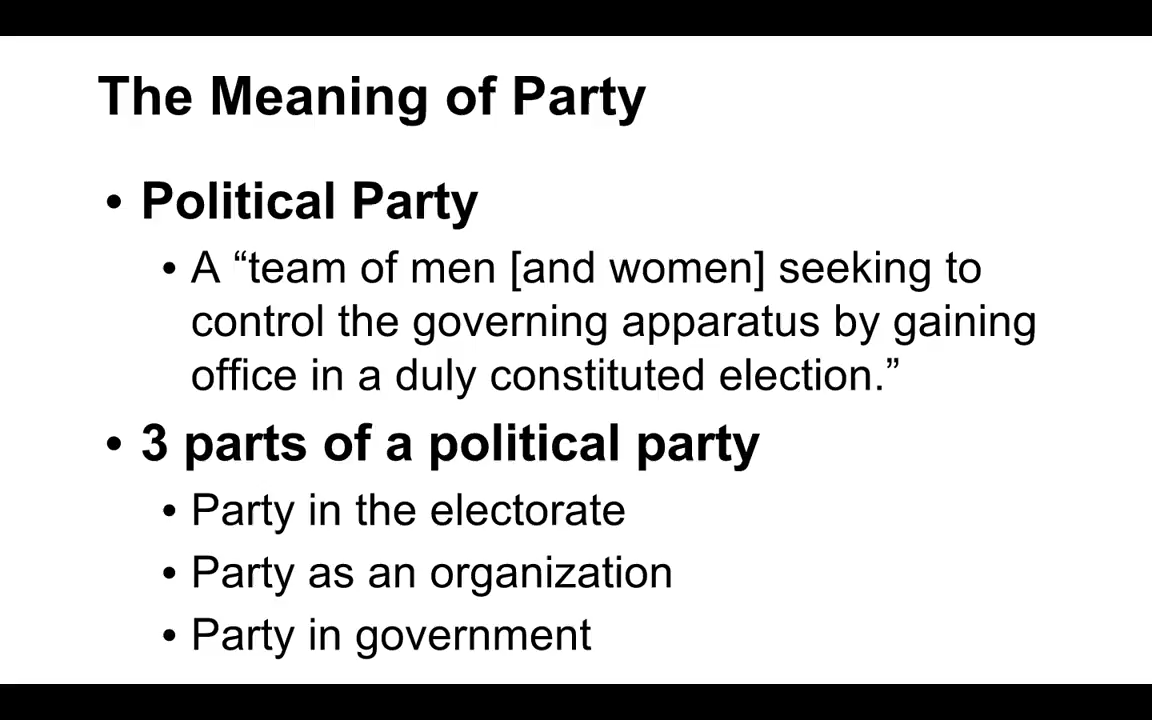 The Meaning of Party
• Political Party
• A “team of men [and women] seeking to
control the governing apparatus by gaining
office in a duly constituted election.”
• 3 parts of a political party
• Party in the electorate
• Party as an organization
• Party in government